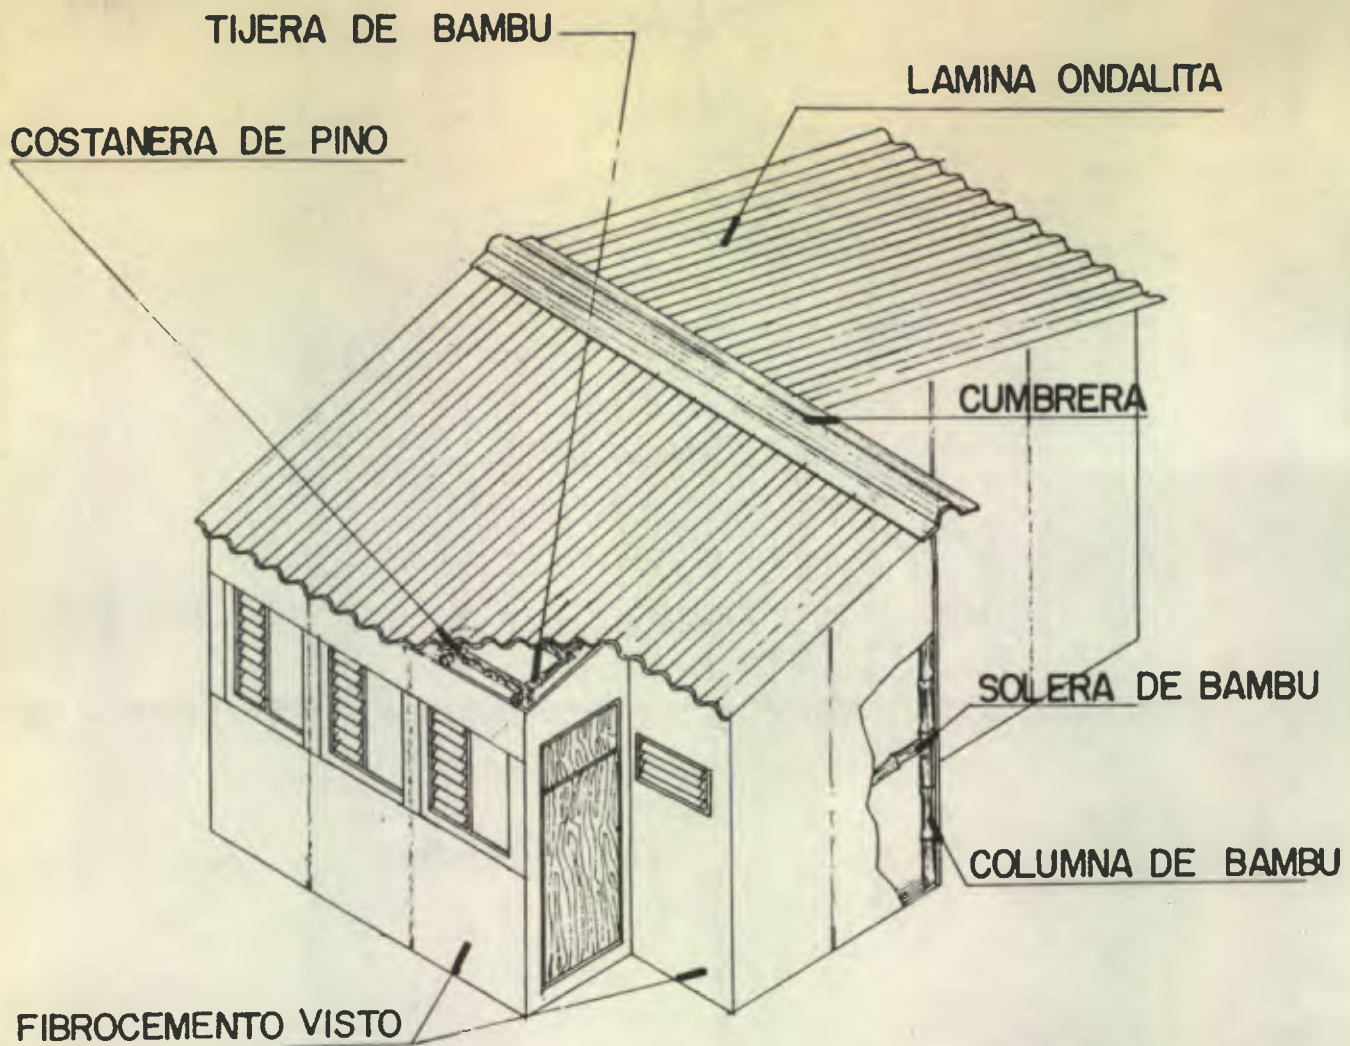 TIJERA DE BAMBU
LAMINA ONDALITA
COSTANERA DE PINO
CUMBRERA
SOLERA DE BAMBU
COLUMNA DE BAMBU
FIBROCEMENTO VISTO